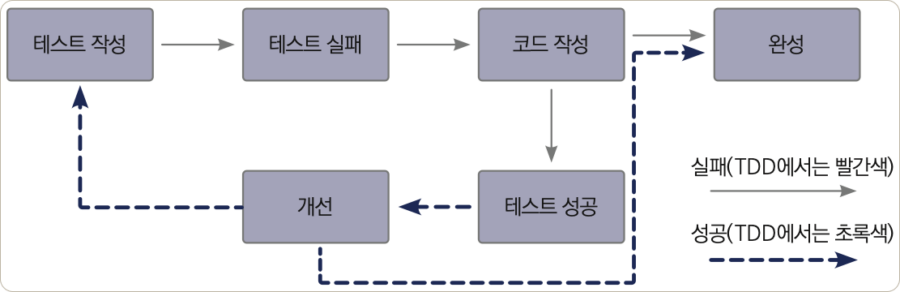 테스트 작성
테스트 실패
코드 작성
완성
개선
테스트 성공
실패(TDD에서는 빨간색)
성공(TDD에서는 초록색)